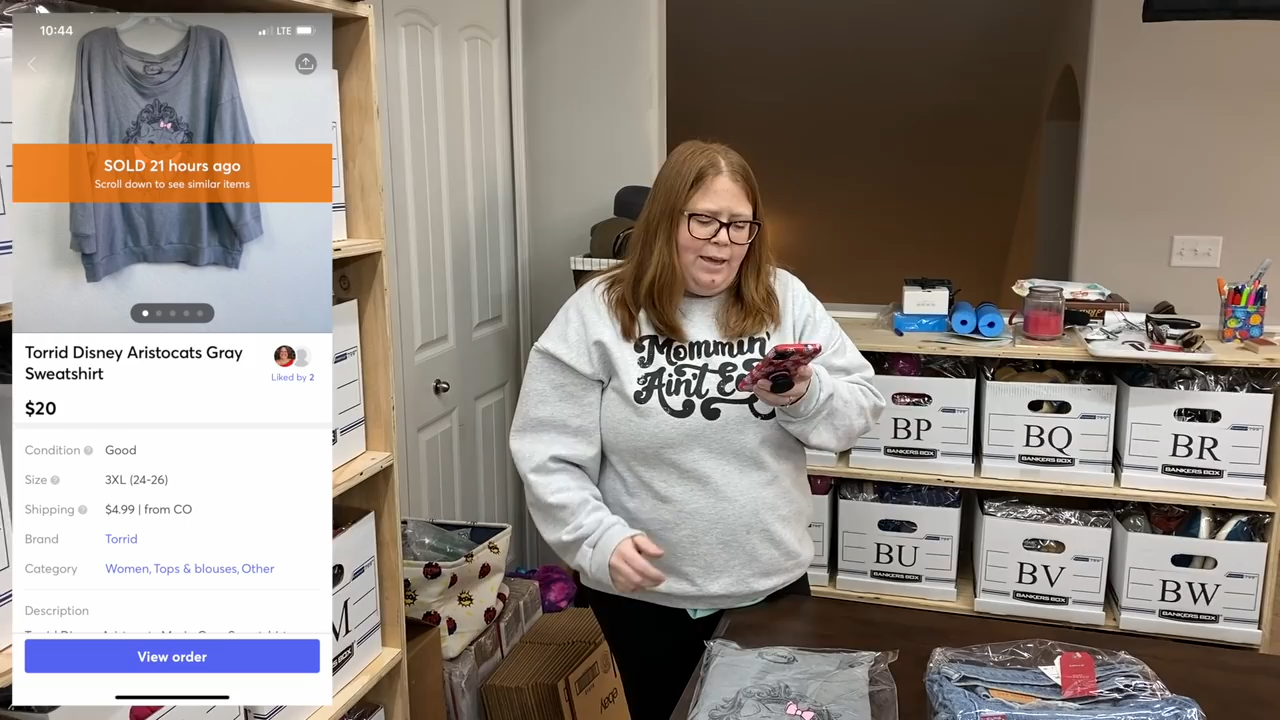 10:44
LTE
SOLD 21 hours ago
Scroll down to see similar items
Torrid Disney Aristocats Gray
Sweatshirt
Liked by 2
$20
Condition
Good
Size
3XL (24-26)
Shipping
$4.99 | from CO
Brand
Torrid
Category
Women, Tops & blouses, Other
Description
View order
Mommin'
Ain't
BP
BANKERS BOX
BQ
BANKERS BOX
BR
BANKERS BOX
BU
BANKERS BOX
BV
BANKERS BOX
BW
BANKERS BOX
M
ebay